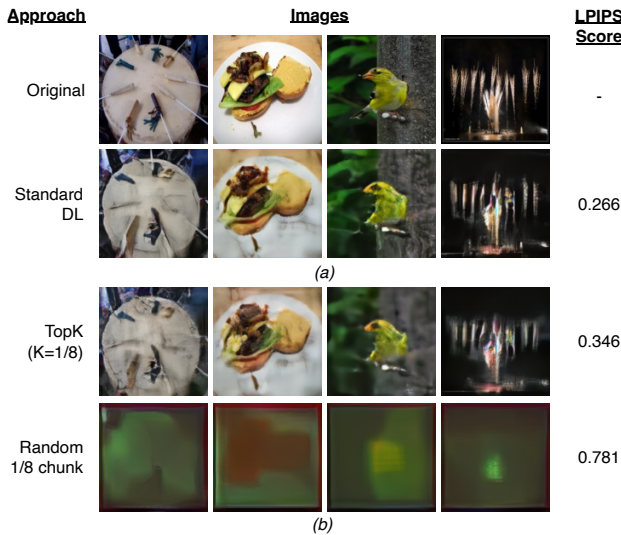 Approach Images LPIPS Score
Original -
Standard DL 0.266
(a)
TopK (K=1/8) 0.346
Random 1/8 chunk 0.781
(b)